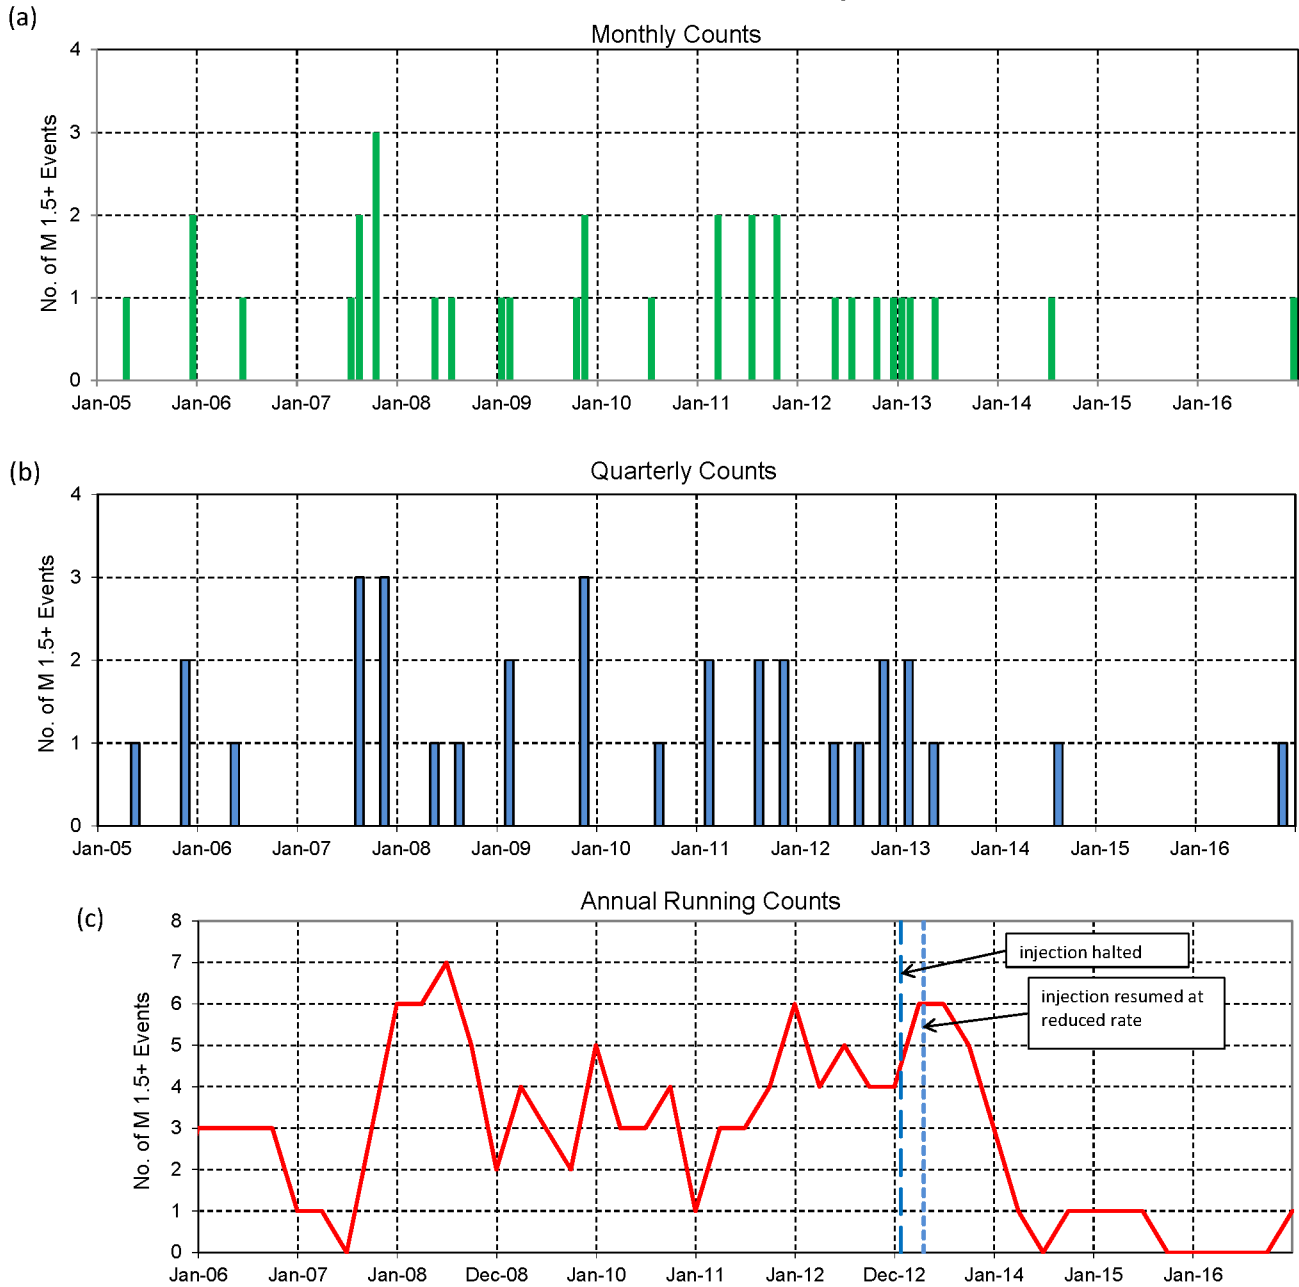 (a)
Monthly Counts
No. of M 1.5+ Events
4
3
2
1
0
Jan-05 Jan-06 Jan-07 Jan-08 Jan-09 Jan-10 Jan-11 Jan-12 Jan-13 Jan-14 Jan-15 Jan-16
(b)
Quarterly Counts
No. of M 1.5+ Events
4
3
2
1
0
Jan-05 Jan-06 Jan-07 Jan-08 Jan-09 Jan-10 Jan-11 Jan-12 Jan-13 Jan-14 Jan-15 Jan-16
(c)
Annual Running Counts
No. of M 1.5+ Events
8
7
6
5
4
3
2
1
0
injection halted
injection resumed at
reduced rate
Jan-06 Jan-07 Jan-08 Dec-08 Jan-10 Jan-11 Jan-12 Dec-12 Jan-14 Jan-15 Jan-16